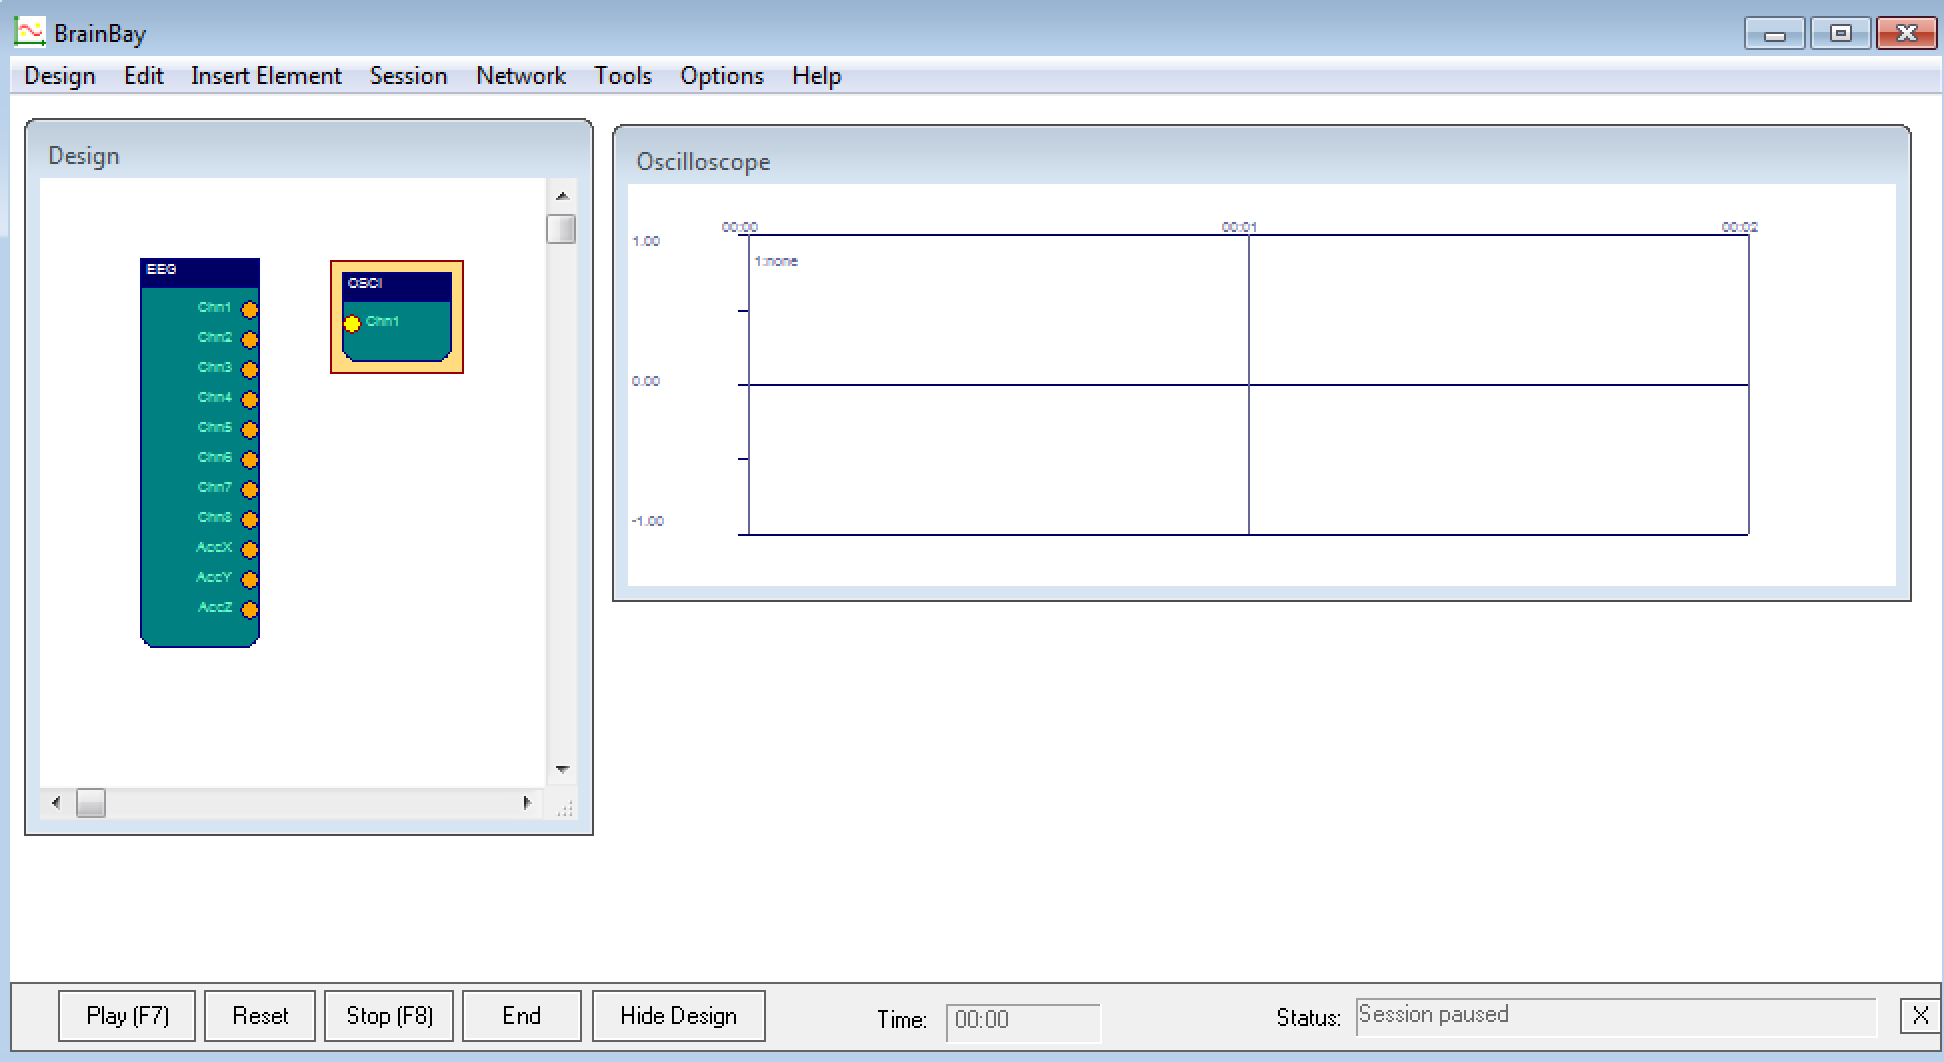 BrainBay
Design Edit Insert Element Session Network Tools Options Help
Design
EEG
Chn1
Chn2
Chn3
Chn4
Chn5
Chn6
Chn7
Chn8
AccX
AccY
AccZ
OSCI
Chn1
Oscilloscope
00:00 00:01 00:02
1.00
1:none
0.00
-1.00
Play (F7) Reset Stop (F8) End Hide Design Time: 00:00 Status: Session paused X